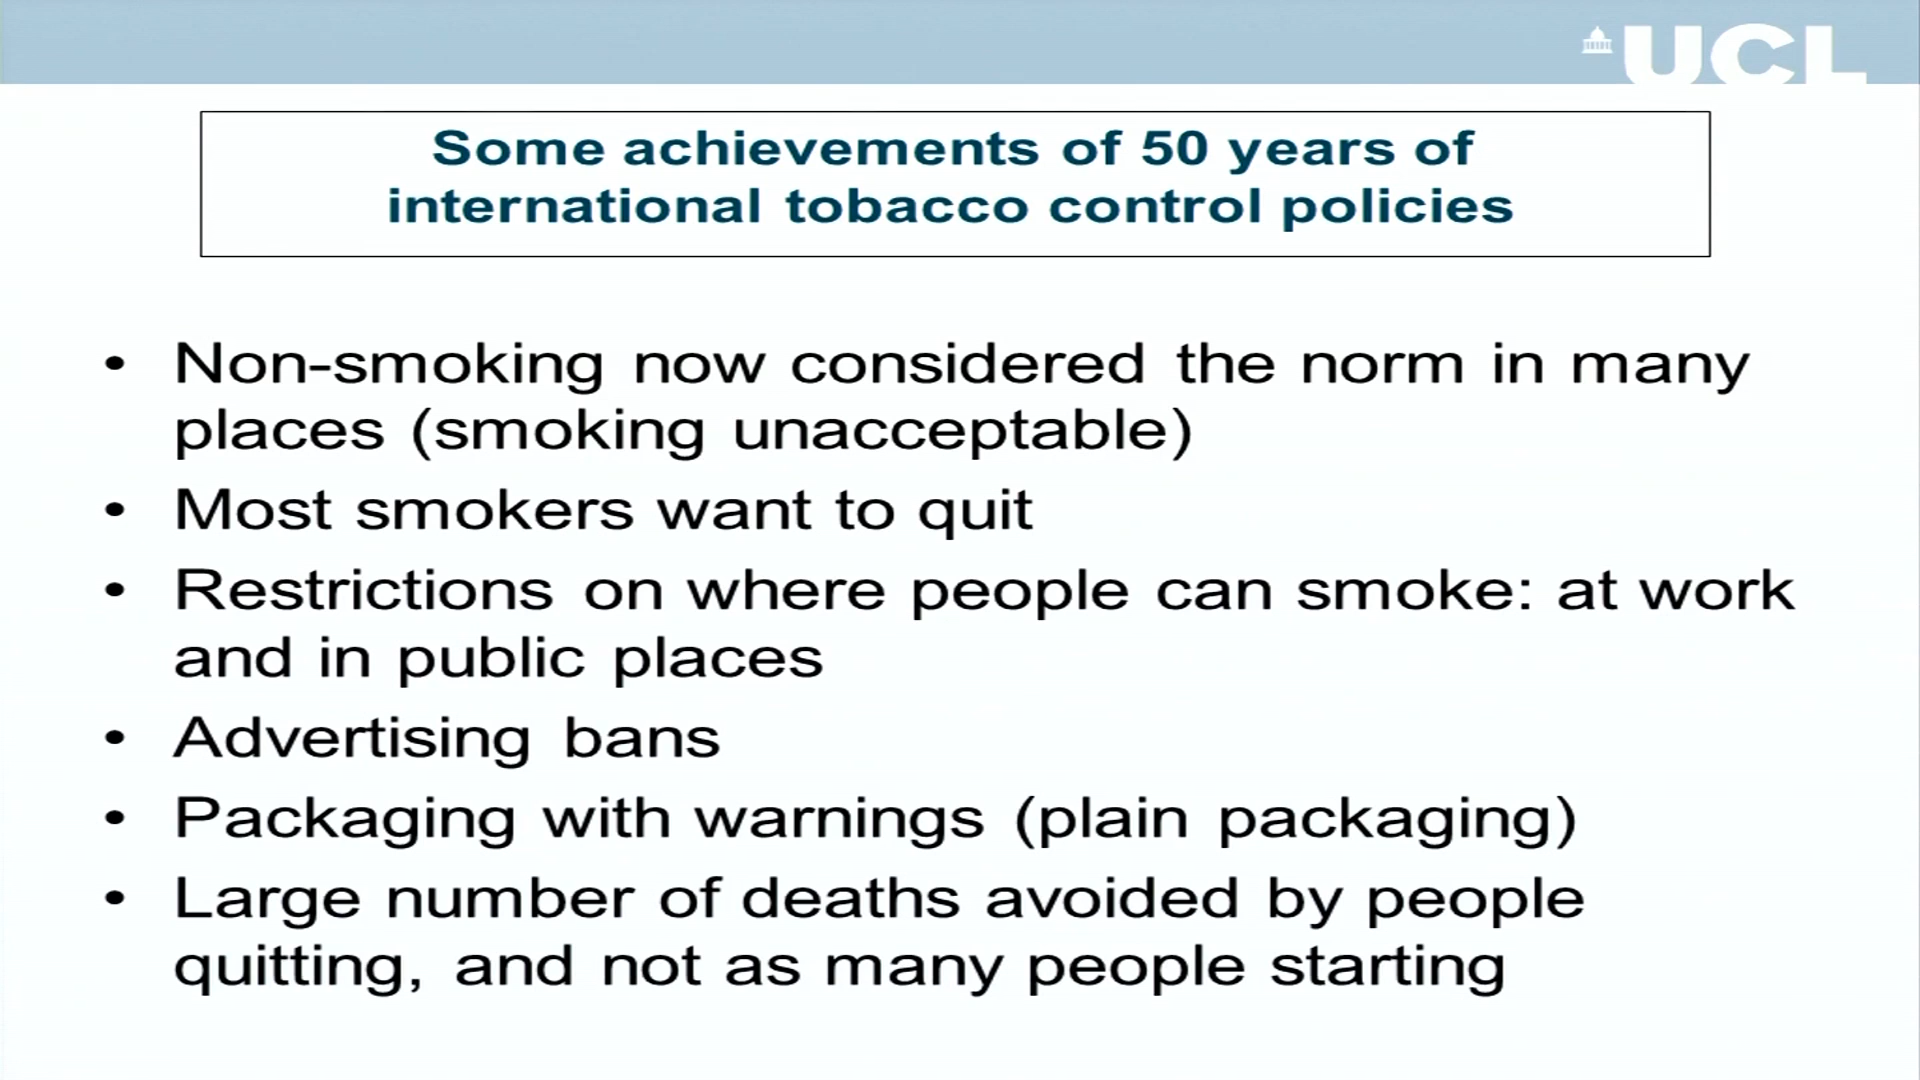 UCL
Some achievements of 50 years of
international tobacco control policies
• Non-smoking now considered the norm in many
places (smoking unacceptable)
• Most smokers want to quit
• Restrictions on where people can smoke: at work
and in public places
• Advertising bans
• Packaging with warnings (plain packaging)
• Large number of deaths avoided by people
quitting, and not as many people starting